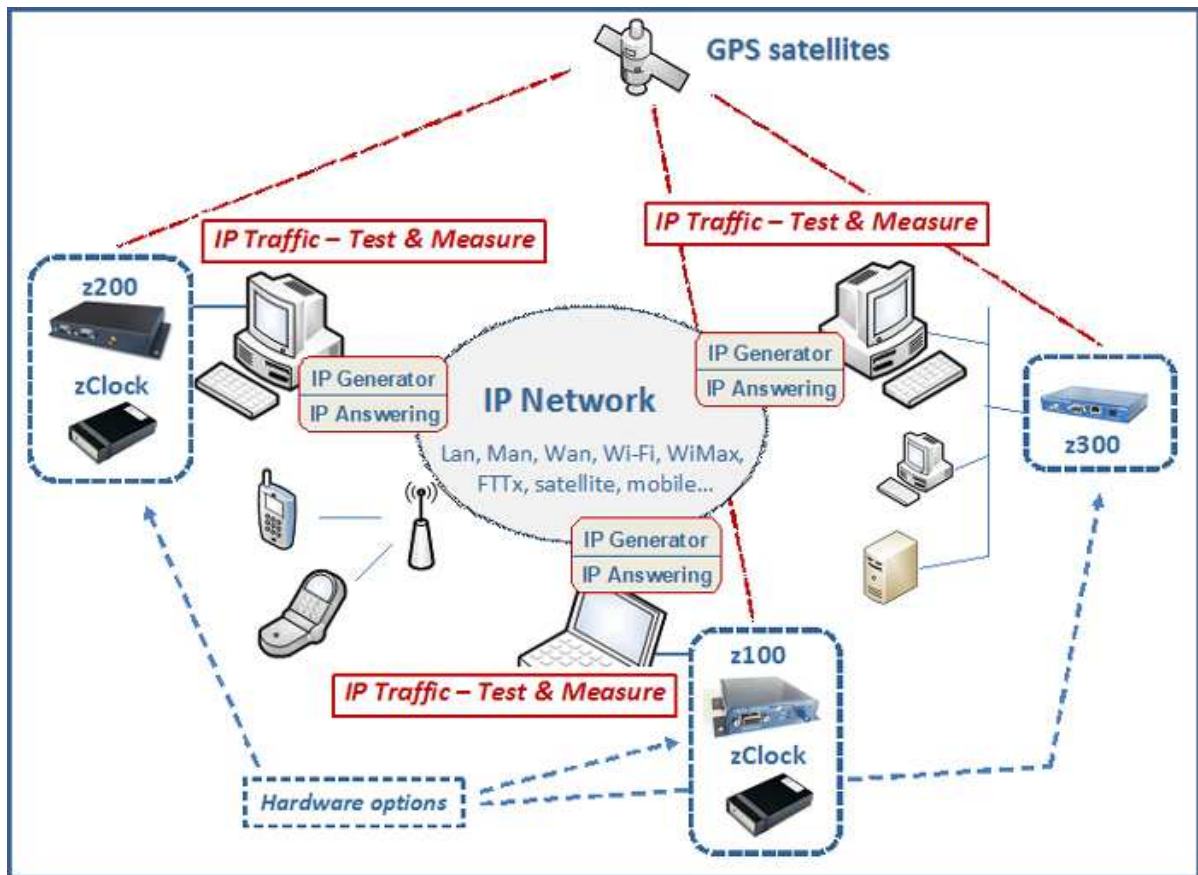 GPS satellites
IP Traffic – Test & Measure
IP Traffic – Test & Measure
z200
zClock
IP Generator
IP Answering
IP Generator
IP Answering
IP Network
Lan, Man, Wan, Wi-Fi, WiMax,
FTTx, satellite, mobile...
z300
IP Generator
IP Answering
z100
IP Traffic – Test & Measure
zClock
Hardware options